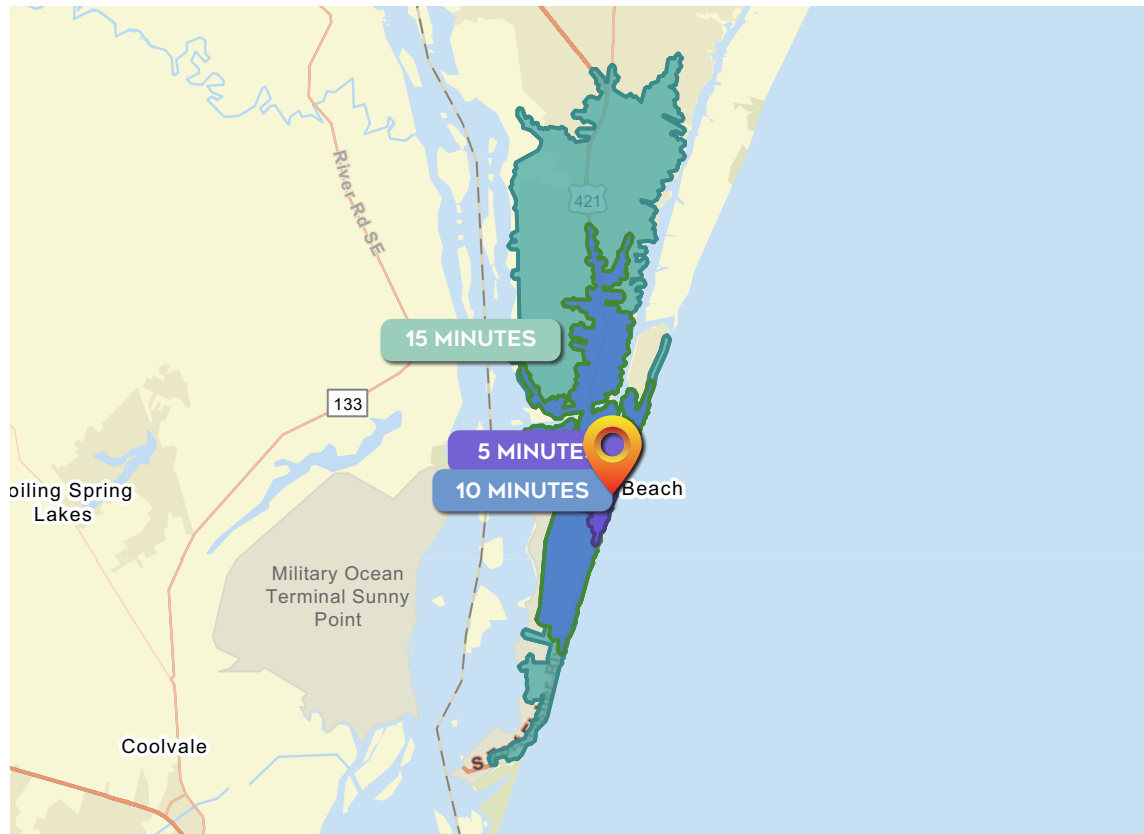 River Rd SE
421
15 MINUTES
133
5 MINUTE
10 MINUTES
Beach
oiling Spring
Lakes
Military Ocean
Terminal Sunny
Point
Coolvale
S